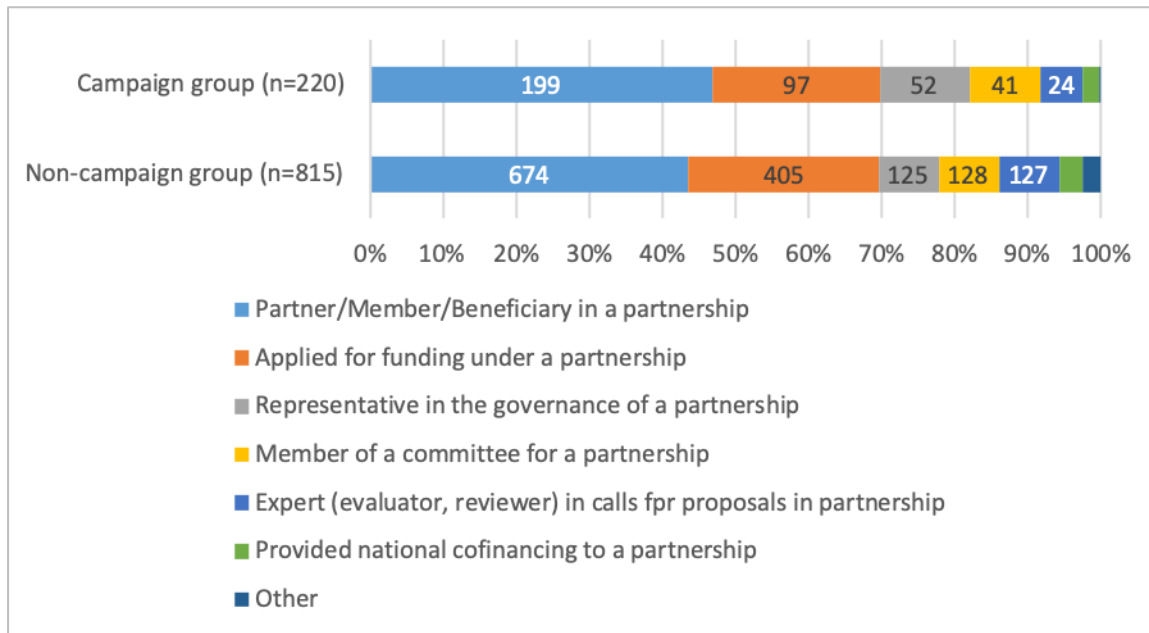 Campaign group (n=220)
199 97 52 41 24
Non-campaign group (n=815)
674 405 125 128 127
0% 10% 20% 30% 40% 50% 60% 70% 80% 90% 100%
Partner/Member/Beneficiary in a partnership
Applied for funding under a partnership
Representative in the governance of a partnership
Member of a committee for a partnership
Expert (evaluator, reviewer) in calls fpr proposals in partnership
Provided national cofinancing to a partnership
Other